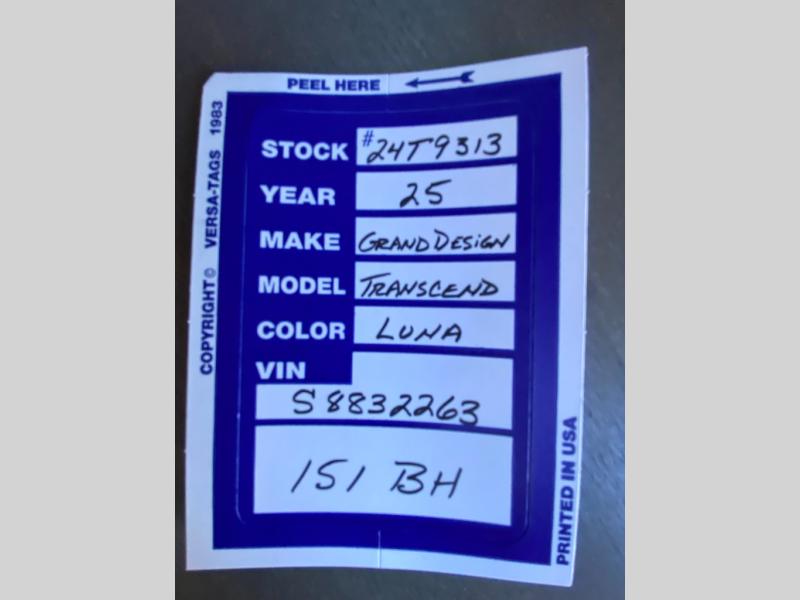 PEEL HERE
COPYRIGHT© VERSA-TAGS 1983
STOCK #24T9313
YEAR 25
MAKE GRAND DESIGN
MODEL TRANSCEND
COLOR LUNA
VIN
S8832263
151 BH
PRINTED IN USA